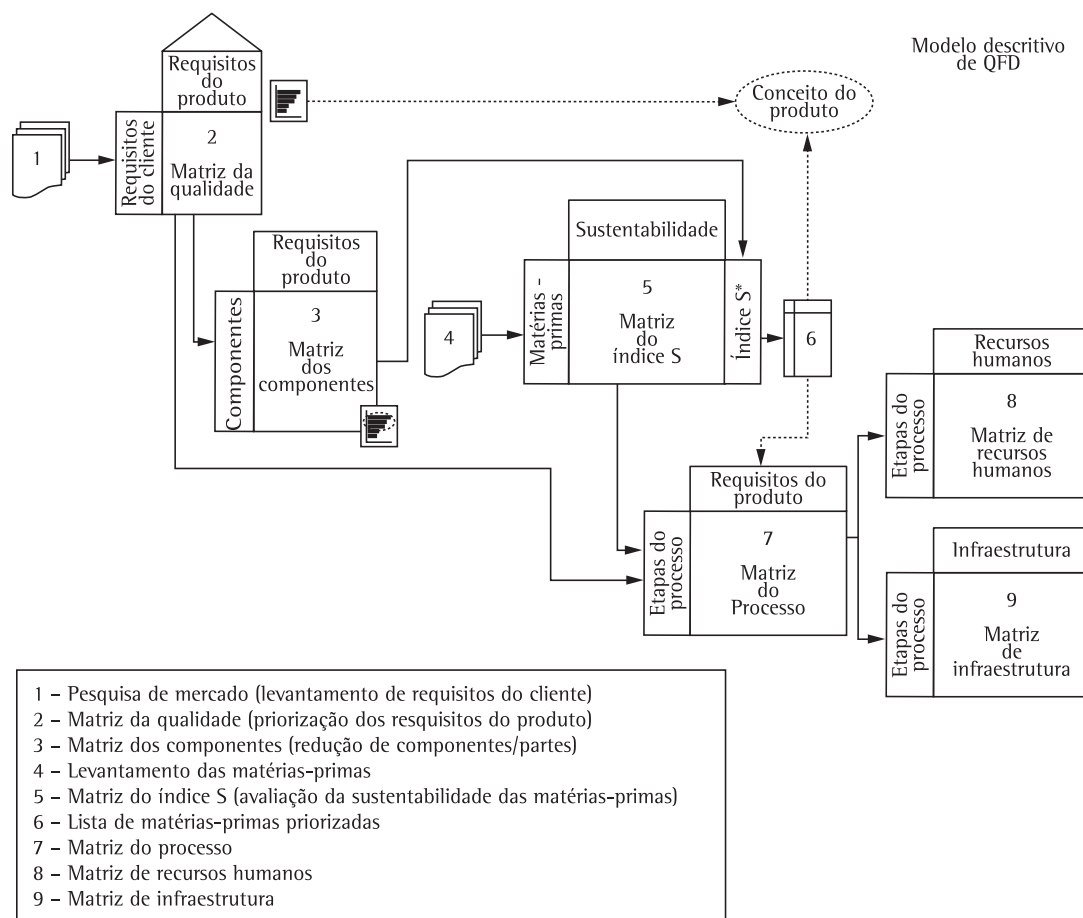 Modelo descritivo
de QFD
Requisitos
do
produto
Conceito do
produto
1
Requisitos
do cliente
2
Matriz da
qualidade
Requisitos
do
produto
Componentes
3
Matriz
dos
componentes
4
Sustentabilidade
Matérias -
primas
5
Matriz
do
índice S
Índice S*
6
Requisitos do
produto
Etapas do
processo
7
Matriz
do
Processo
Recursos
humanos
Etapas do
processo
8
Matriz de
recursos
humanos
Infraestrutura
Etapas do
processo
9
Matriz
de
infraestrutura
1 – Pesquisa de mercado (levantamento de requisitos do cliente)
2 – Matriz da qualidade (priorização dos resquisitos do produto)
3 – Matriz dos componentes (redução de componentes/partes)
4 – Levantamento das matérias-primas
5 – Matriz do índice S (avaliação da sustentabilidade das matérias-primas)
6 – Lista de matérias-primas priorizadas
7 – Matriz do processo
8 – Matriz de recursos humanos
9 – Matriz de infraestrutura